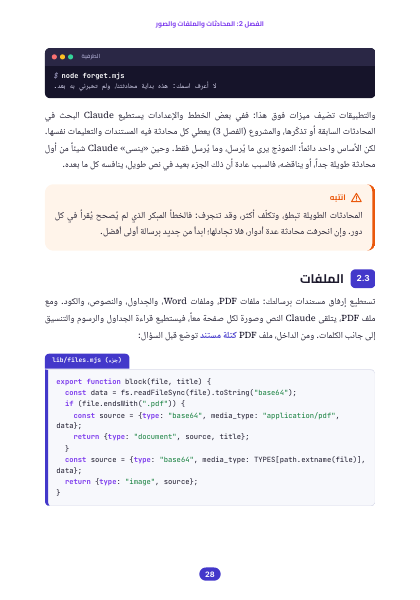 الفصل 2: المحادثات والملفات والصور
الطرفية
$ node forget.mjs
لا أعرف اسمك: هذه بداية محادثتنا، ولم تخبرني به بعد.
والتطبيقات تضيف ميزات فوق هذا: ففي بعض الخطط والإعدادات يستطيع Claude البحث في
المحادثات السابقة أو تذكّرها، والمشروع (الفصل 3) يعطي كل محادثة فيه المستندات والتعليمات نفسها.
لكن الأساس واحد دائماً: النموذج يرى ما يُرسل، وما يُرسل فقط. وحين «ينسى» Claude شيئاً من أول
محادثة طويلة جداً، أو يناقضه، فالسبب عادة أن ذلك الجزء بعيد في نص طويل، ينافسه كل ما بعده.
انتبه
المحادثات الطويلة تبطؤ، وتكلّف أكثر، وقد تنجرف: فالخطأ المبكر الذي لم يُصحح يُقرأ في كل
دور. وإن انحرفت محادثة عدة أدوار، فلا تجادلها؛ ابدأ من جديد برسالة أولى أفضل.
2.3 الملفات
تستطيع إرفاق مستندات برسالتك: ملفات PDF، وملفات Word، والجداول، والنصوص، والكود. ومع
ملف PDF، يتلقى Claude النص وصورة لكل صفحة معاً، فيستطيع قراءة الجداول والرسوم والتنسيق
إلى جانب الكلمات. ومن الداخل، ملف PDF كتلة مستند توضع قبل السؤال:
lib/files.mjs (جزء)
export function block(file, title) {
const data = fs.readFileSync(file).toString("base64");
if (file.endsWith(".pdf")) {
const source = {type: "base64", media_type: "application/pdf",
data};
return {type: "document", source, title};
}
const source = {type: "base64", media_type: TYPES[path.extname(file)],
data};
return {type: "image", source};
}
28